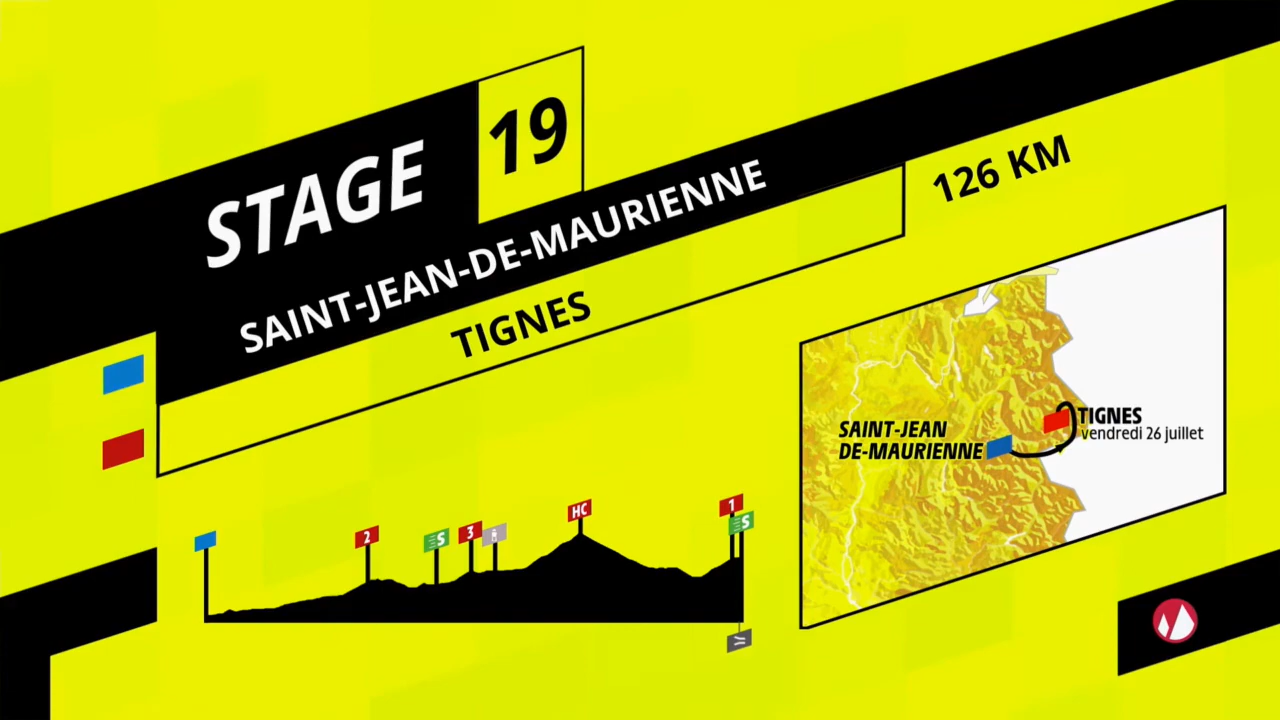 STAGE 19
SAINT-JEAN-DE-MAURIENNE
126 KM
TIGNES
SAINT-JEAN
DE-MAURIENNE
TIGNES
vendredi 26 juillet
2
S
3
HC
1
S